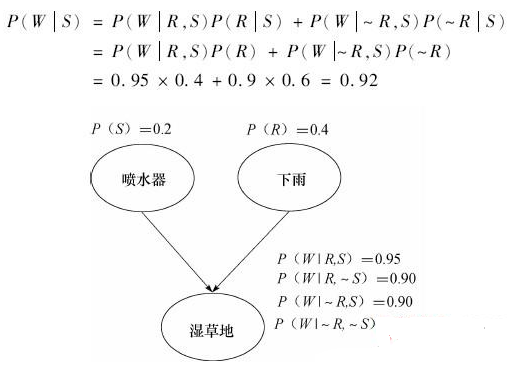 P(W|S) = P(W|R,S)P(R|S) + P(W|~R,S)P(~R|S)
= P(W|R,S)P(R) + P(W|~R,S)P(~R)
= 0.95 × 0.4 + 0.9 × 0.6 = 0.92
P(S)=0.2 P(R)=0.4
喷水器 下雨
P(W|R,S)=0.95
P(W|R,~S)=0.90
P(W|~R,S)=0.90
湿草地 P(W|~R,~S)